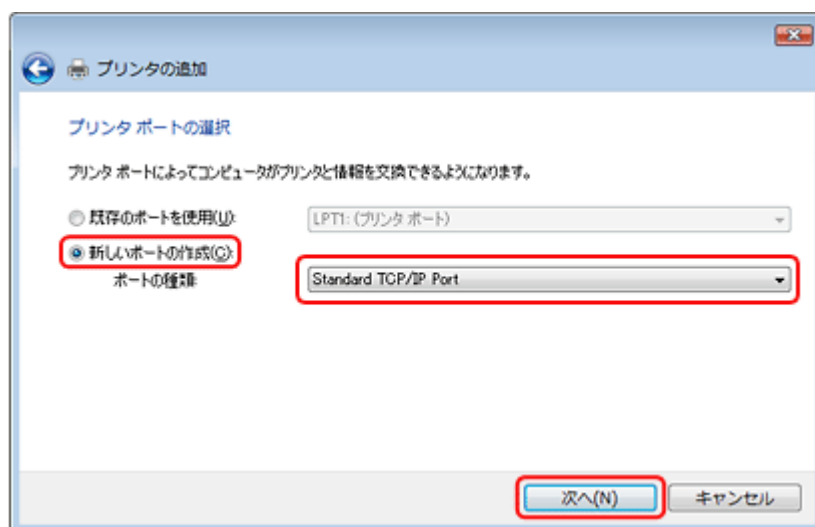 プリンタの追加
プリンタ ポートの選択
プリンタ ポートによってコンピュータがプリンタと情報を交換できるようになります。
既存のポートを使用(U): LPT1: (プリンタ ポート)
新しいポートの作成(C):
ポートの種類: Standard TCP/IP Port
次へ(N) キャンセル